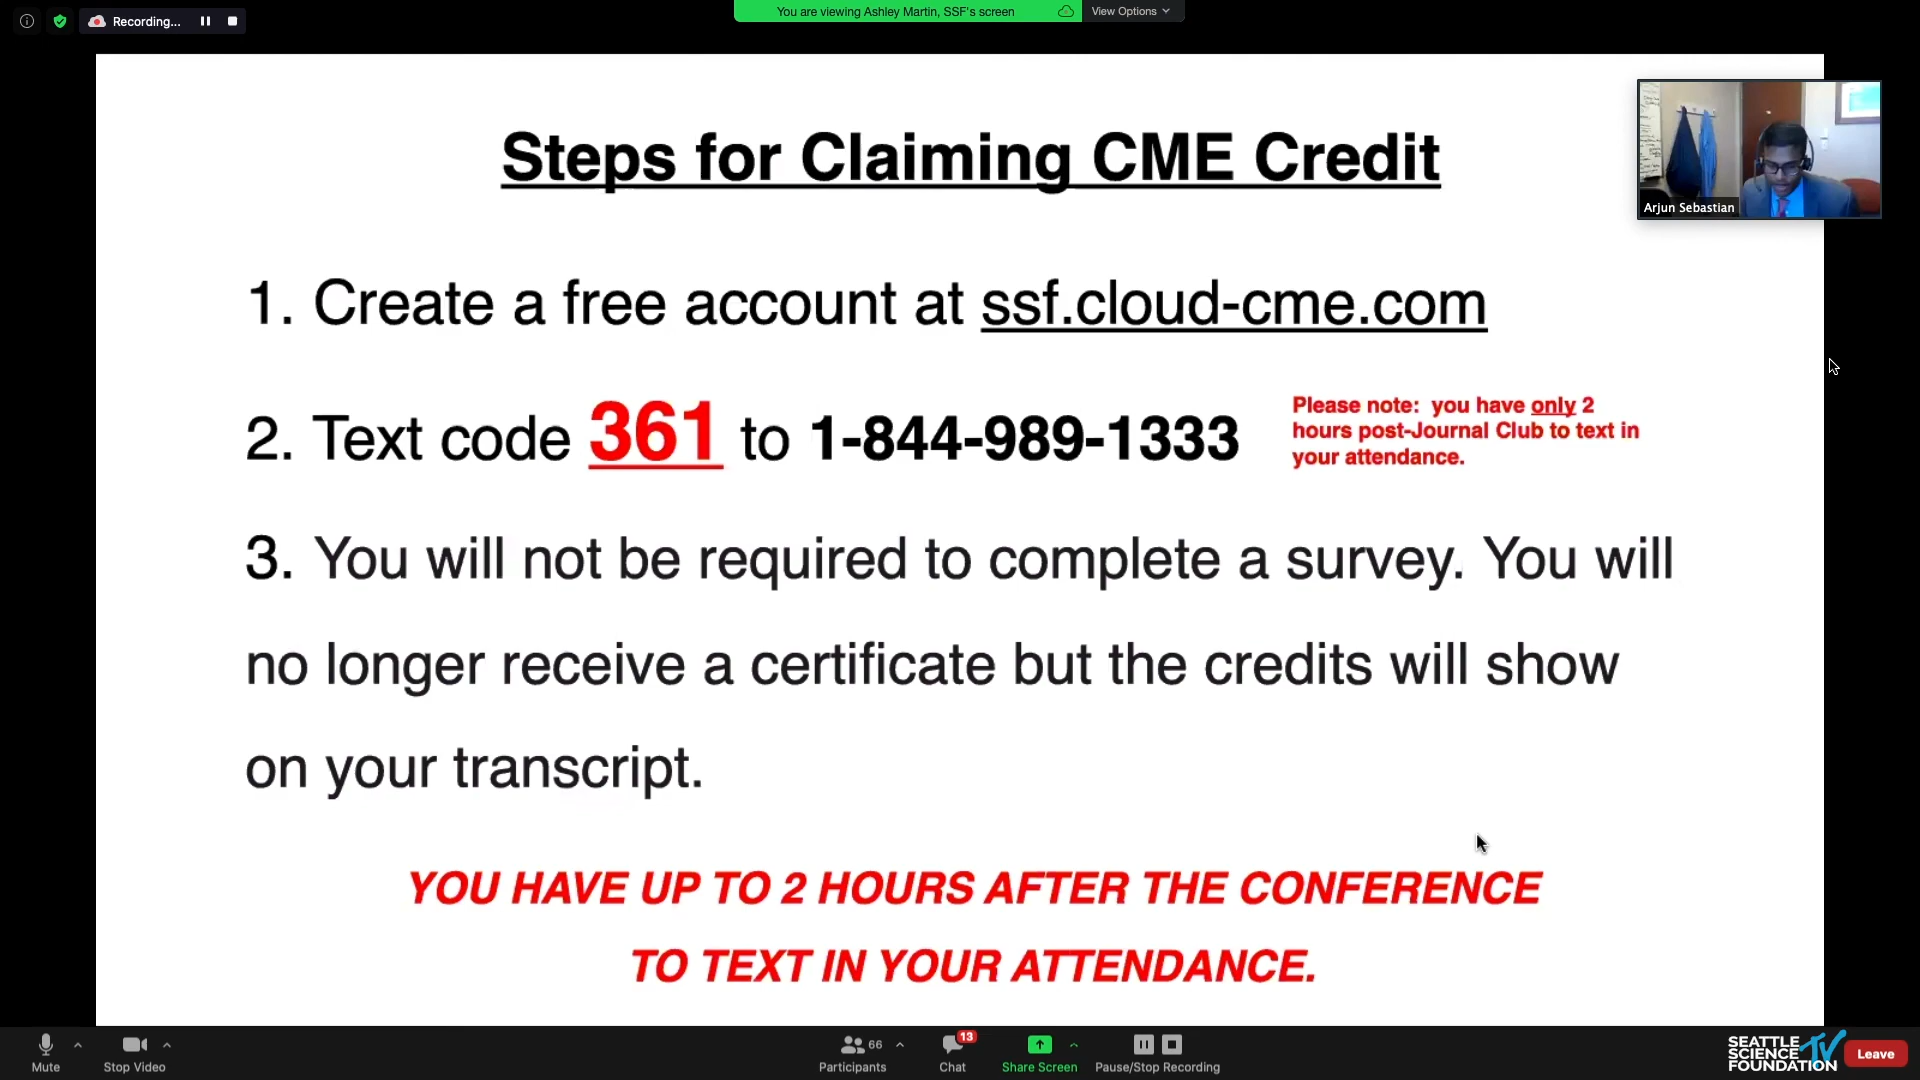 Recording...
You are viewing Ashley Martin, SSF's screen
View Options
Steps for Claiming CME Credit
Arjun Sebastian
1. Create a free account at ssf.cloud-cme.com
2. Text code 361 to 1-844-989-1333
Please note: you have only 2
hours post-Journal Club to text in
your attendance.
3. You will not be required to complete a survey. You will
no longer receive a certificate but the credits will show
on your transcript.
YOU HAVE UP TO 2 HOURS AFTER THE CONFERENCE
TO TEXT IN YOUR ATTENDANCE.
Mute
Stop Video
66
Participants
13
Chat
Share Screen
Pause/Stop Recording
SEATTLE
SCIENCE
FOUNDATION
TV
Leave